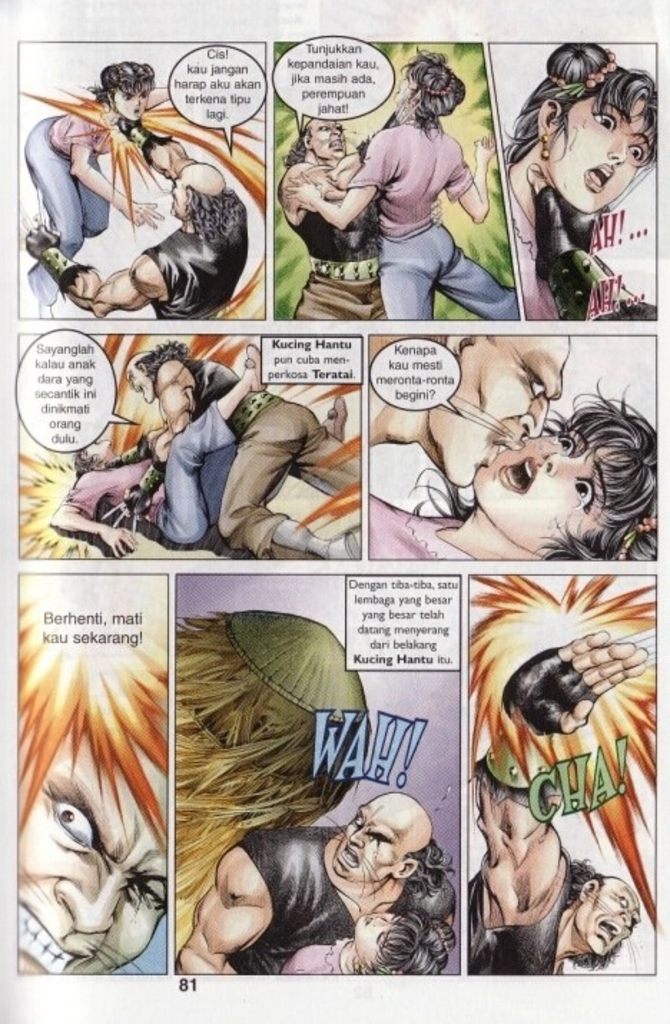 Cis!
kau jangan
harap aku akan
terkena tipu
lagi.
Tunjukkan
kepandaian kau,
jika masih ada,
perempuan
jahat!
AH!...
AH!...
Sayanglah
kalau anak
dara yang
secantik ini
dinikmati
orang
dulu.
Kucing Hantu
pun cuba mem-
perkosa Teratai.
Kenapa
kau mesti
meronta-ronta
begini?
Berhenti, mati
kau sekarang!
Dengan tiba-tiba, satu
lembaga yang besar
yang besar telah
datang menyerang
dari belakang
Kucing Hantu itu.
WAH!
CHA!
81